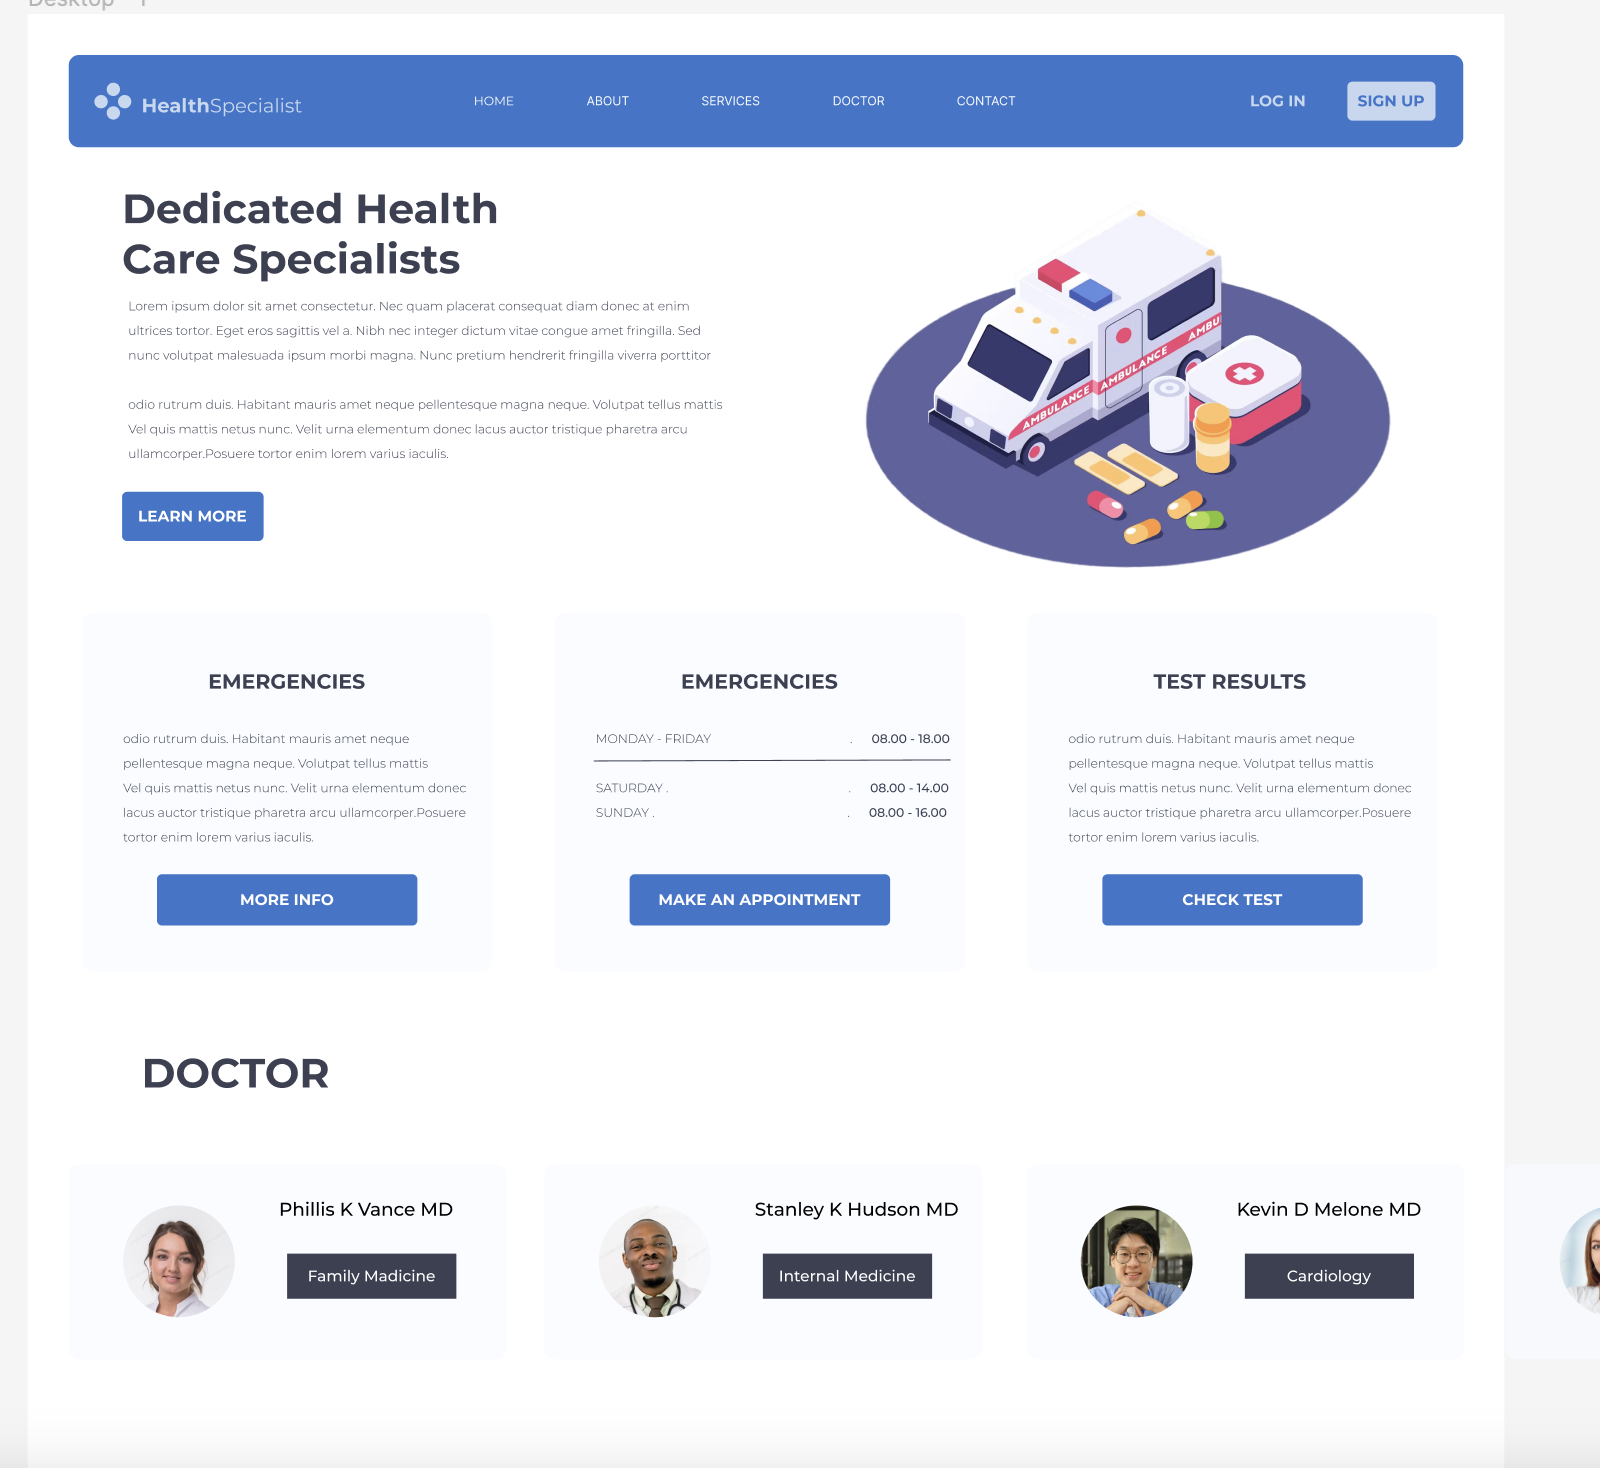 Desktop - 1
HealthSpecialist
HOME
ABOUT
SERVICES
DOCTOR
CONTACT
LOG IN
SIGN UP
Dedicated Health
Care Specialists
Lorem ipsum dolor sit amet consectetur. Nec quam placerat consequat diam donec at enim
ultrices tortor. Eget eros sagittis vel a. Nibh nec integer dictum vitae congue amet fringilla. Sed
nunc volutpat malesuada ipsum morbi magna. Nunc pretium hendrerit fringilla viverra porttitor
odio rutrum duis. Habitant mauris amet neque pellentesque magna neque. Volutpat tellus mattis
Vel quis mattis netus nunc. Velit urna elementum donec lacus auctor tristique pharetra arcu
ullamcorper.Posuere tortor enim lorem varius iaculis.
LEARN MORE
AMBULANCE
AMBULANCE
AMBU
EMERGENCIES
odio rutrum duis. Habitant mauris amet neque
pellentesque magna neque. Volutpat tellus mattis
Vel quis mattis netus nunc. Velit urna elementum donec
lacus auctor tristique pharetra arcu ullamcorper.Posuere
tortor enim lorem varius iaculis.
MORE INFO
EMERGENCIES
MONDAY - FRIDAY . 08.00 - 18.00
SATURDAY . . 08.00 - 14.00
SUNDAY . . 08.00 - 16.00
MAKE AN APPOINTMENT
TEST RESULTS
odio rutrum duis. Habitant mauris amet neque
pellentesque magna neque. Volutpat tellus mattis
Vel quis mattis netus nunc. Velit urna elementum donec
lacus auctor tristique pharetra arcu ullamcorper.Posuere
tortor enim lorem varius iaculis.
CHECK TEST
DOCTOR
Phillis K Vance MD
Family Madicine
Stanley K Hudson MD
Internal Medicine
Kevin D Melone MD
Cardiology